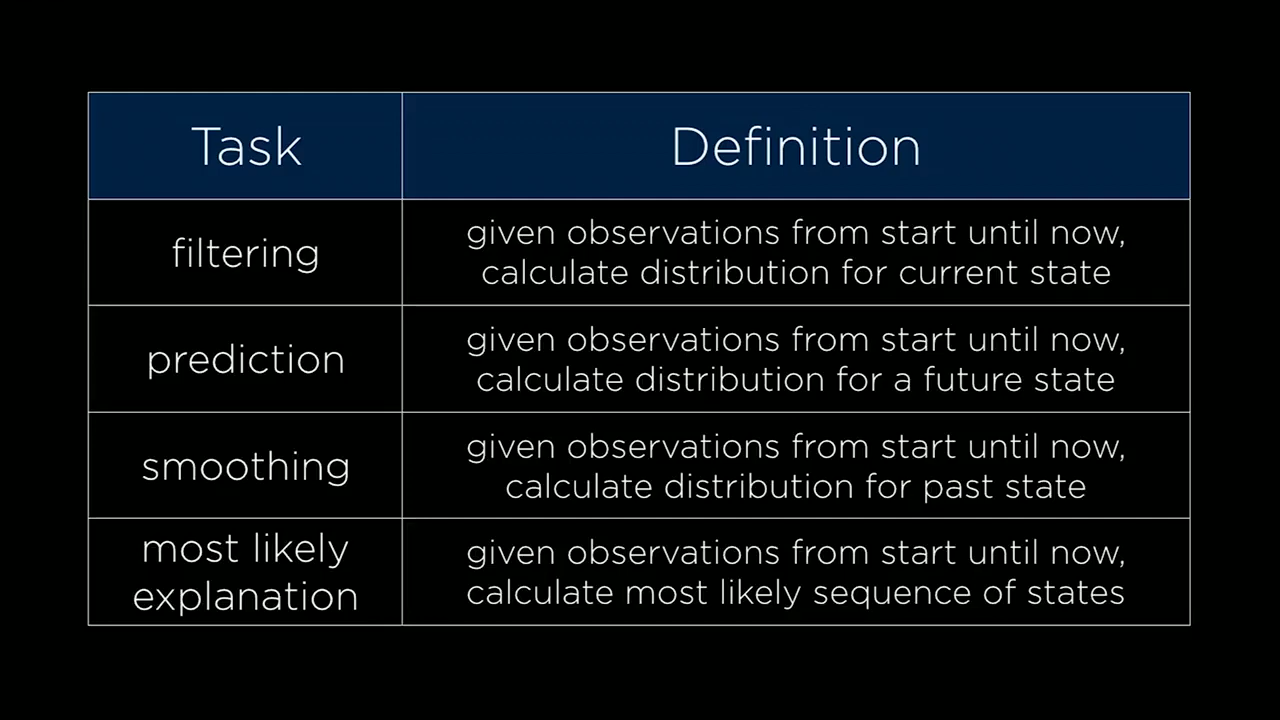 Task
Definition
filtering
given observations from start until now,
calculate distribution for current state
prediction
given observations from start until now,
calculate distribution for a future state
smoothing
given observations from start until now,
calculate distribution for past state
most likely
explanation
given observations from start until now,
calculate most likely sequence of states